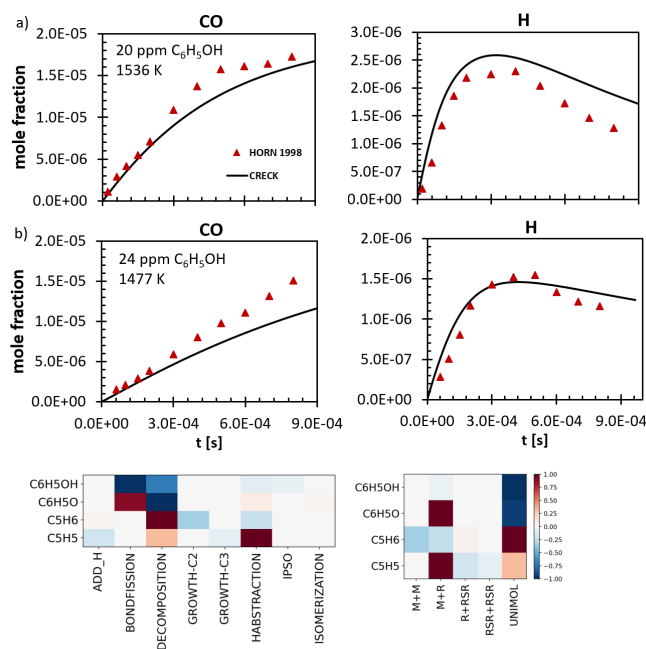 a)
CO
H
mole fraction
2.0E-05
1.5E-05
1.0E-05
5.0E-06
0.0E+00
20 ppm C₆H₅OH
1536 K
HORN 1998
CRECK
3.0E-06
2.5E-06
2.0E-06
1.5E-06
1.0E-06
5.0E-07
0.0E+00
b)
CO
H
mole fraction
2.0E-05
1.5E-05
1.0E-05
5.0E-06
0.0E+00
24 ppm C₆H₅OH
1477 K
0.0E+00 3.0E-04 6.0E-04 9.0E-04
t [s]
2.0E-06
1.5E-06
1.0E-06
5.0E-07
0.0E+00
0.0E+00 3.0E-04 6.0E-04 9.0E-04
t [s]
C6H5OH
C6H5O
C5H6
C5H5
ADD_H
BONDFISSION
DECOMPOSITION
GROWTH-C2
GROWTH-C3
HABSTRACTION
IPSO
ISOMERIZATION
C6H5OH
C6H5O
C5H6
C5H5
M+M
M+R
R+RSR
RSR+RSR
UNIMOL
1.00
0.75
0.50
0.25
0.00
−0.25
−0.50
−0.75
−1.00